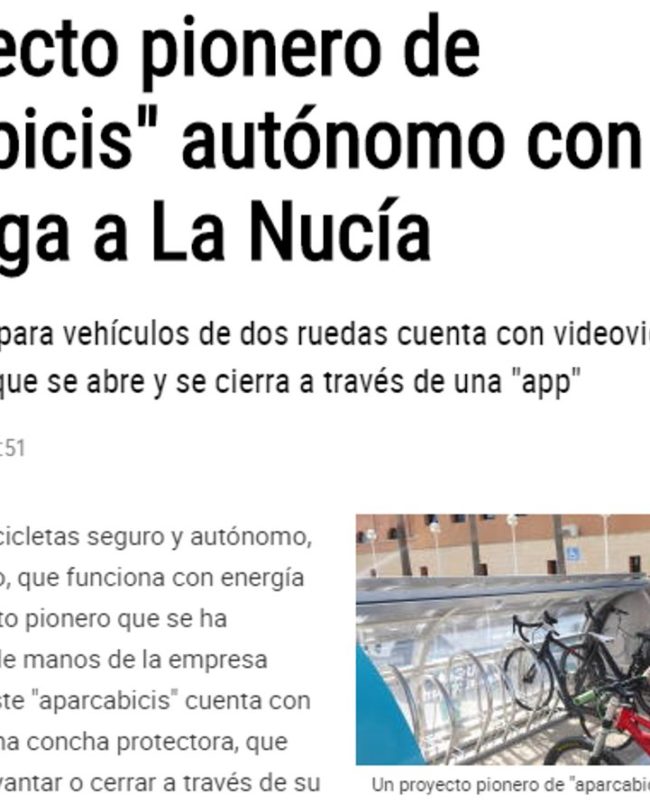 ecto pionero de
bicis" autónomo con
ga a La Nucía
para vehículos de dos ruedas cuenta con videovi
que se abre y se cierra a través de una "app"
:51
cicletas seguro y autónomo,
o, que funciona con energía
to pionero que se ha
de manos de la empresa
ste "aparcabicis" cuenta con
na concha protectora, que
vantar o cerrar a través de su
Un proyecto pionero de "aparcabic